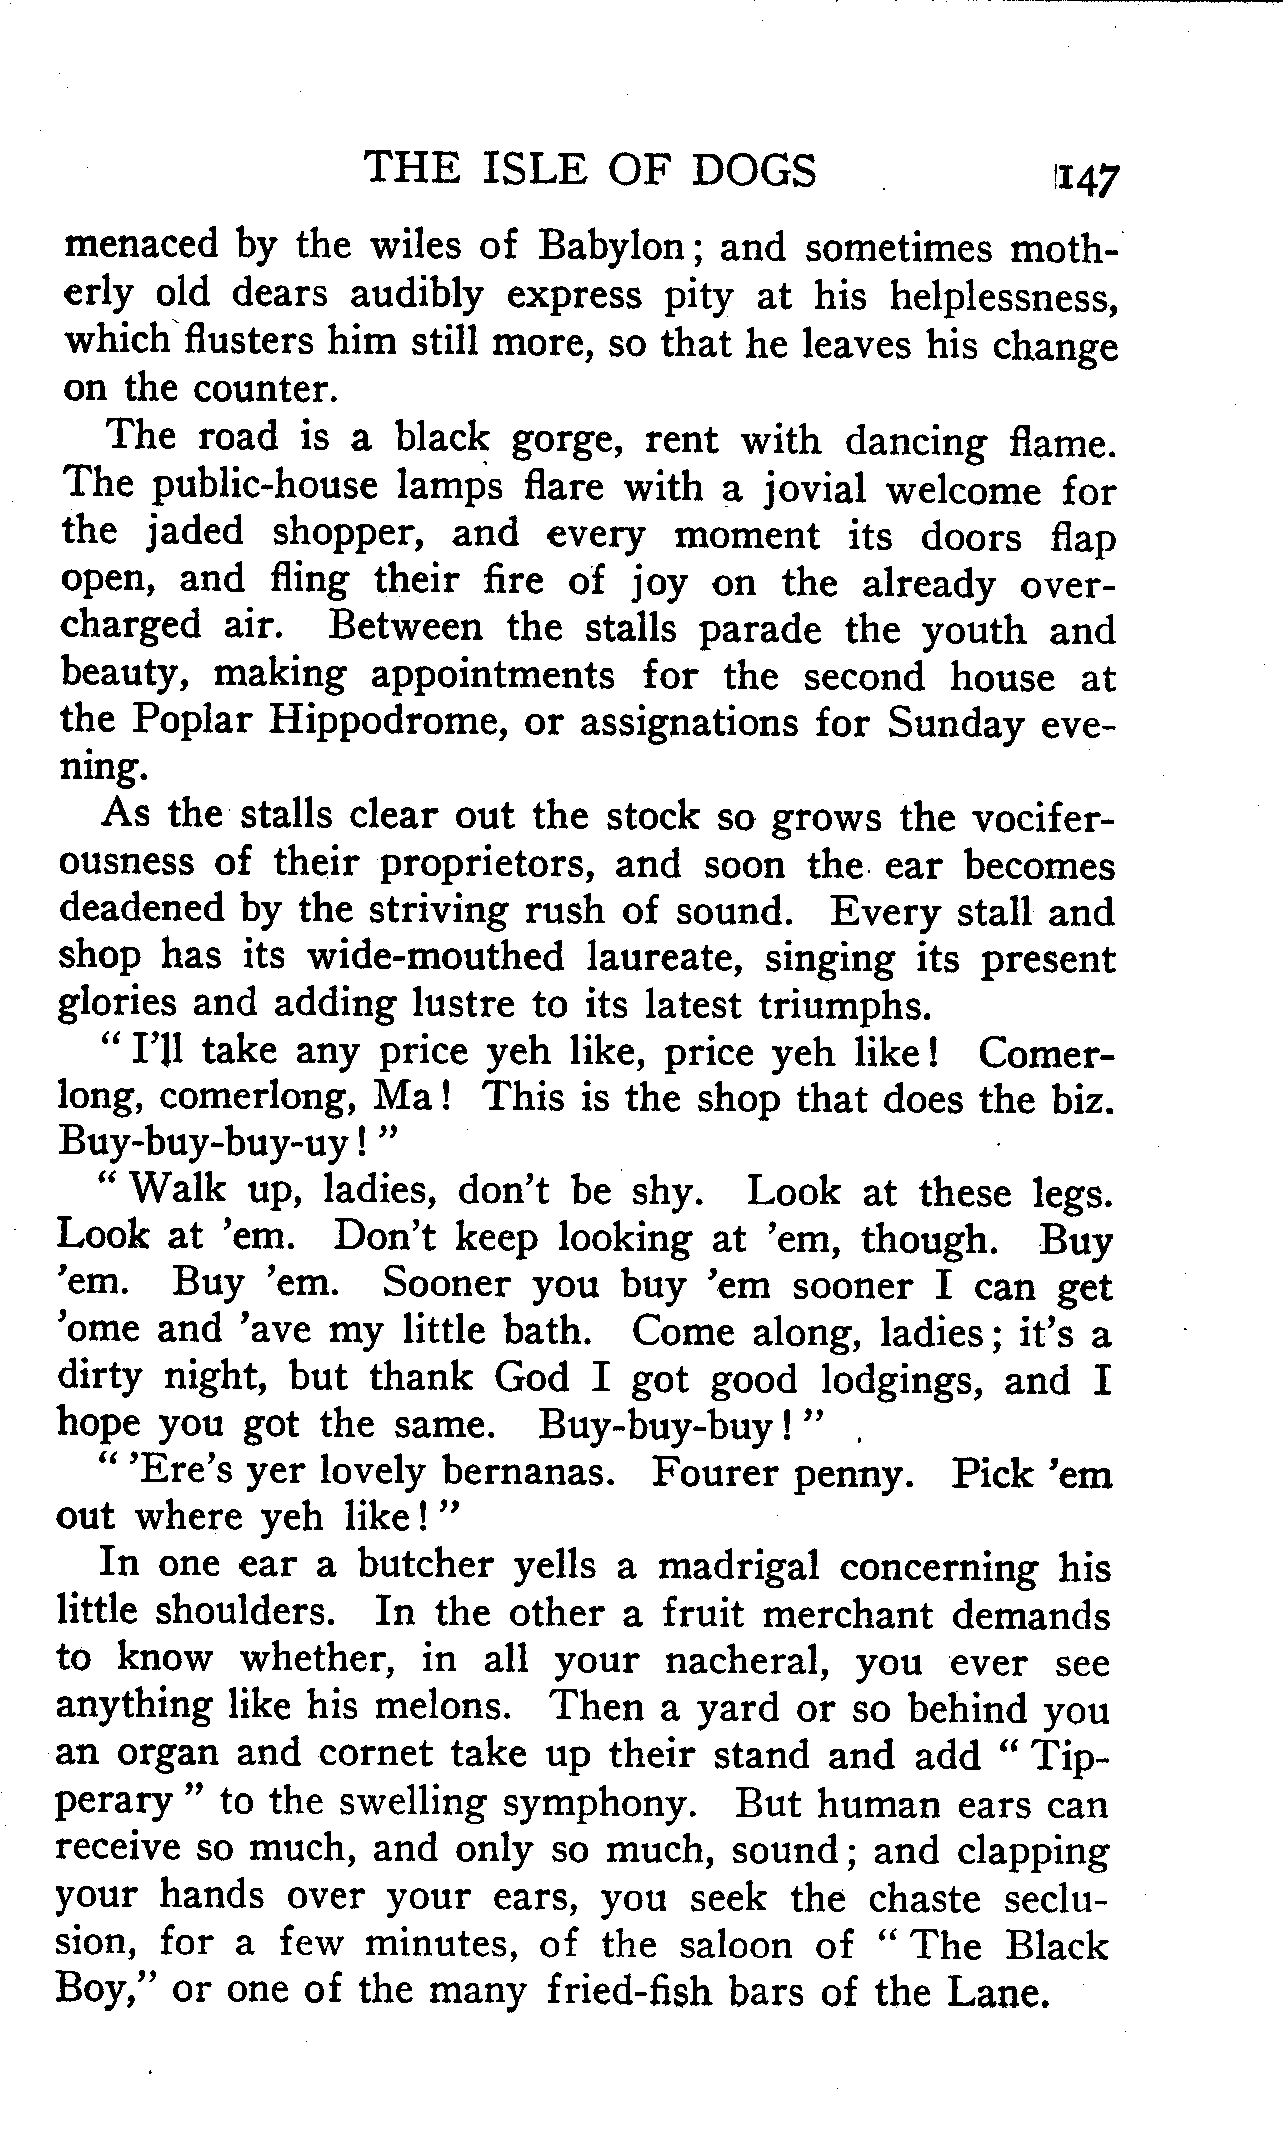 THE ISLE OF DOGS 147
menaced by the wiles of Babylon; and sometimes moth-
erly old dears audibly express pity at his helplessness,
which flusters him still more, so that he leaves his change
on the counter.
The road is a black gorge, rent with dancing flame.
The public-house lamps flare with a jovial welcome for
the jaded shopper, and every moment its doors flap
open, and fling their fire of joy on the already over-
charged air. Between the stalls parade the youth and
beauty, making appointments for the second house at
the Poplar Hippodrome, or assignations for Sunday eve-
ning.
As the stalls clear out the stock so grows the vocifer-
ousness of their proprietors, and soon the ear becomes
deadened by the striving rush of sound. Every stall and
shop has its wide-mouthed laureate, singing its present
glories and adding lustre to its latest triumphs.
“ I’ll take any price yeh like, price yeh like! Comer-
long, comerlong, Ma! This is the shop that does the biz.
Buy-buy-buy-uy! ”
“ Walk up, ladies, don’t be shy. Look at these legs.
Look at ’em. Don’t keep looking at ’em, though. Buy
’em. Buy ’em. Sooner you buy ’em sooner I can get
’ome and ’ave my little bath. Come along, ladies; it’s a
dirty night, but thank God I got good lodgings, and I
hope you got the same. Buy-buy-buy! ”
“ ’Ere’s yer lovely bernanas. Fourer penny. Pick ’em
out where yeh like! ”
In one ear a butcher yells a madrigal concerning his
little shoulders. In the other a fruit merchant demands
to know whether, in all your nacheral, you ever see
anything like his melons. Then a yard or so behind you
an organ and cornet take up their stand and add “ Tip-
perary ” to the swelling symphony. But human ears can
receive so much, and only so much, sound; and clapping
your hands over your ears, you seek the chaste seclu-
sion, for a few minutes, of the saloon of “ The Black
Boy,” or one of the many fried-fish bars of the Lane.